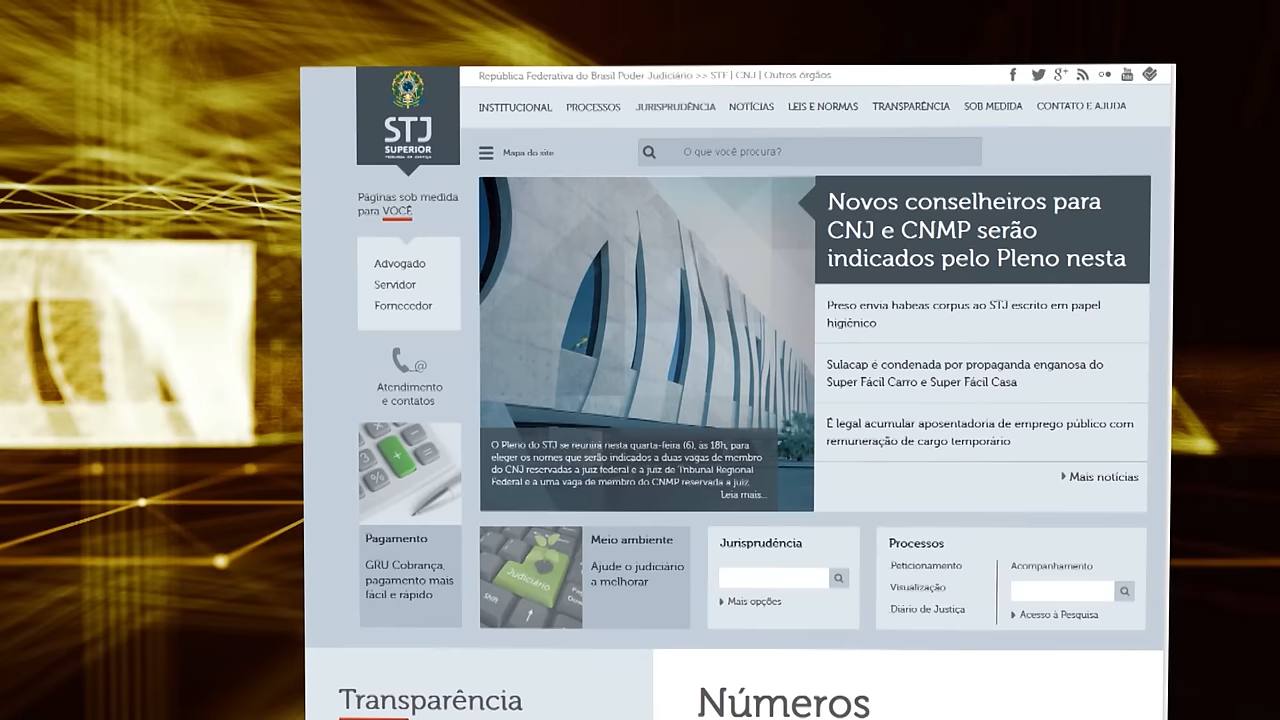 República Federativa do Brasil Poder Judiciário >> STF | CNJ | Outros órgãos
STJ
SUPERIOR
TRIBUNAL DE JUSTIÇA
INSTITUCIONAL PROCESSOS JURISPRUDÊNCIA NOTÍCIAS LEIS E NORMAS TRANSPARÊNCIA SOB MEDIDA CONTATO E AJUDA
Mapa do site
O que você procura?
Páginas sob medida
para VOCÊ
Advogado
Servidor
Fornecedor
Atendimento
e contatos
Novos conselheiros para
CNJ e CNMP serão
indicados pelo Pleno nesta
Preso envia habeas corpus ao STJ escrito em papel
higiênico
Sulacap é condenada por propaganda enganosa do
Super Fácil Carro e Super Fácil Casa
É legal acumular aposentadoria de emprego público com
remuneração de cargo temporário
Mais notícias
O Pleno do STJ se reunirá nesta quarta-feira (6), às 18h, para
eleger os nomes que serão indicados a duas vagas de membro
do CNJ reservadas a juiz federal e a juiz de Tribunal Regional
Federal e a uma vaga de membro do CNMP reservada a juiz
Leia mais...
Pagamento
GRU Cobrança,
pagamento mais
fácil e rápido
Judiciário
Meio ambiente
Ajude o judiciário
a melhorar
Jurisprudência
Mais opções
Processos
Peticionamento
Visualização
Diário de Justiça
Acompanhamento
Acesso à Pesquisa
Transparência
Números